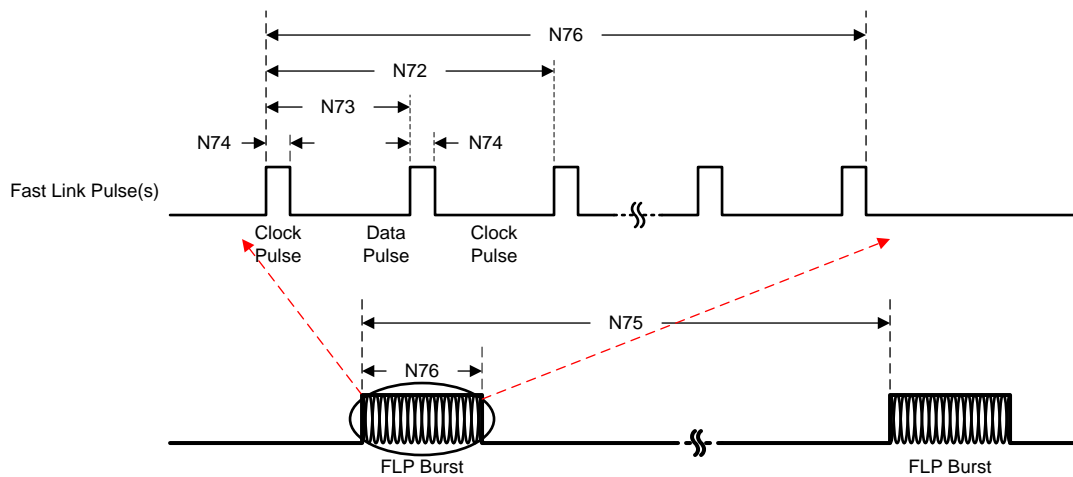 N76
N72
N73
N74
N74
Fast Link Pulse(s)
Clock
Pulse
Data
Pulse
Clock
Pulse
N75
N76
FLP Burst
FLP Burst